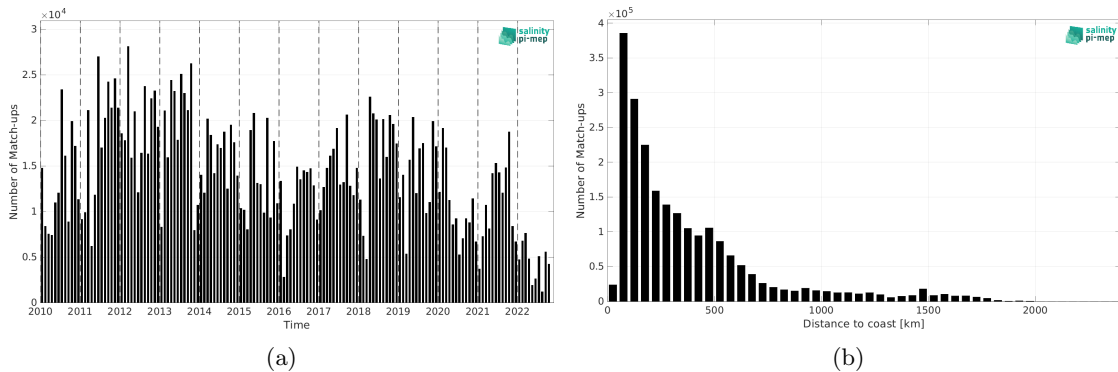 ×10⁴
3
2.5
2
1.5
1
0.5
0
Number of Match-ups
2010 2011 2012 2013 2014 2015 2016 2017 2018 2019 2020 2021 2022
Time
salinity
pi-mep
(a)
×10⁵
4
3.5
3
2.5
2
1.5
1
0.5
0
Number of Match-ups
0 500 1000 1500 2000
Distance to coast [km]
salinity
pi-mep
(b)